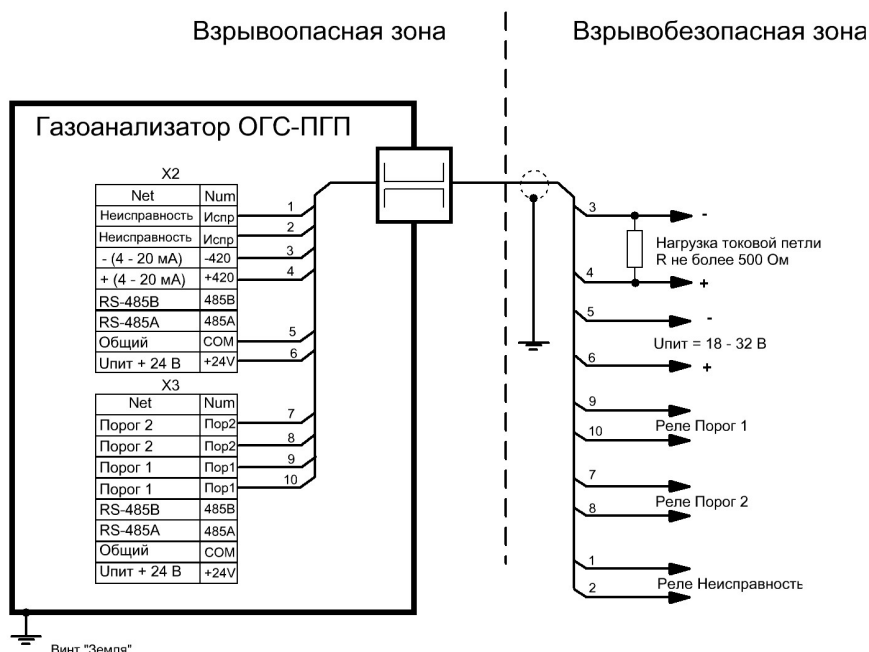 Взрывоопасная зона
Взрывобезопасная зона
Газоанализатор ОГС-ПГП
X2
Net Num
Неисправность Испр 1
Неисправность Испр 2
- (4 - 20 мА) -420 3
+ (4 - 20 мА) +420 4
RS-485B 485B
RS-485A 485A
Общий COM 5
Uпит + 24 В +24V 6
X3
Net Num
Порог 2 Пор2 7
Порог 2 Пор2 8
Порог 1 Пор1 9
Порог 1 Пор1 10
RS-485B 485B
RS-485A 485A
Общий COM
Uпит + 24 В +24V
Винт "Земля"
3 -
Нагрузка токовой петли
R не более 500 Ом
4 +
5 -
Uпит = 18 - 32 В
6 +
9
Реле Порог 1
10
7
Реле Порог 2
8
1
Реле Неисправность
2